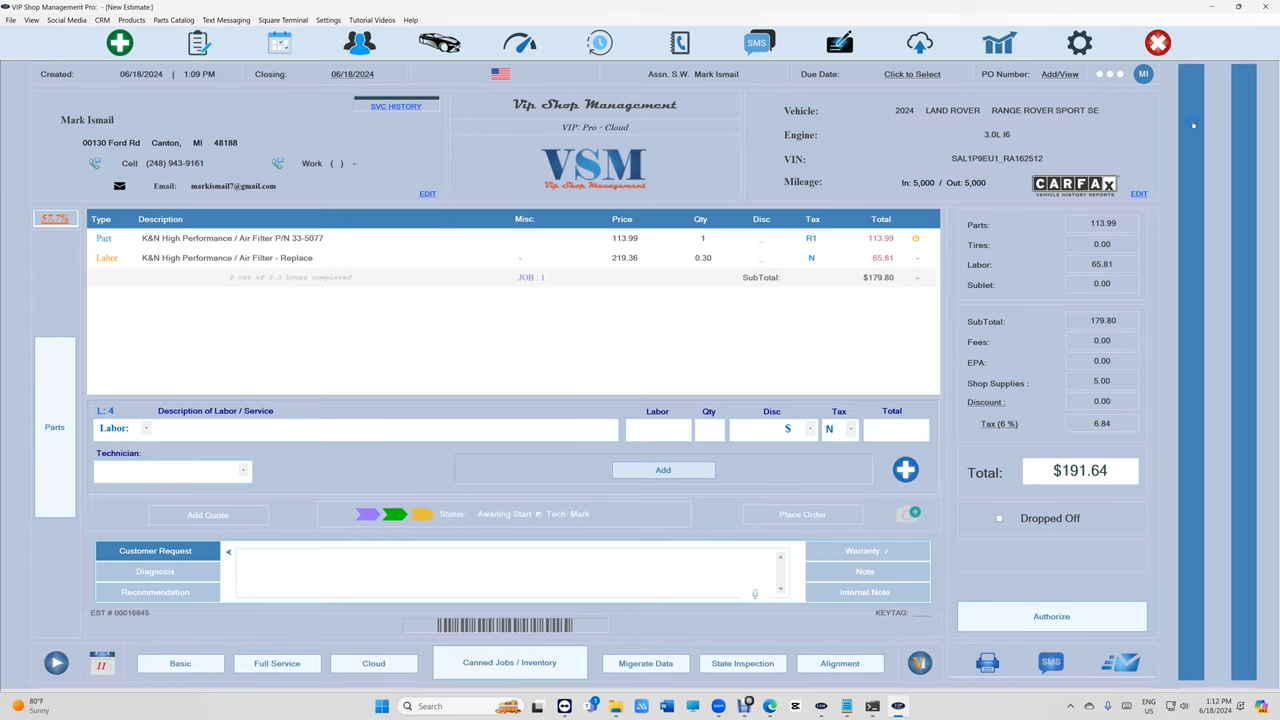 VIP Shop Management Pro: - [New Estimate:]
File View Social Media CRM Products Parts Catalog Text Messaging Square Terminal Settings Tutorial Videos Help
SMS
Created: 06/18/2024 | 1:09 PM Closing: 06/18/2024 Assn. S.W. Mark Ismail Due Date: Click to Select PO Number: Add/View MI
SVC HISTORY
Mark Ismail
00130 Ford Rd Canton, MI 48188
Cell (248) 943-9161 Work ( ) -
Email: markismail7@gmail.com
EDIT
Vip Shop Management
VIP: Pro - Cloud
VSM
Vip Shop Management
Vehicle: 2024 LAND ROVER RANGE ROVER SPORT SE
Engine: 3.0L I6
VIN: SAL1P9EU1_RA162512
Mileage: In: 5,000 / Out: 5,000
CARFAX
VEHICLE HISTORY REPORTS
EDIT
57.7%
Type Description Misc. Price Qty Disc Tax Total
Part K&N High Performance / Air Filter P/N 33-5077 113.99 1 _ R1 113.99
Labor K&N High Performance / Air Filter - Replace - 219.36 0.30 _ N 65.81 -
0 out of 0.3 hours completed JOB : 1 SubTotal: $179.80 -
Parts
L: 4 Description of Labor / Service Labor Qty Disc Tax Total
Labor: $ N
Technician:
Add
Add Quote Status: Awaiting Start Tech: Mark Place Order
Customer Request
Diagnosis
Recommendation
Warranty ✓
Note
Internal Note
EST # 00016845 KEYTAG: ____
Parts: 113.99
Tires: 0.00
Labor: 65.81
Sublet: 0.00
SubTotal: 179.80
Fees: 0.00
EPA: 0.00
Shop Supplies : 5.00
Discount : 0.00
Tax (6 %) 6.84
Total: $191.64
Dropped Off
Authorize
11 Basic Full Service Cloud Canned Jobs / Inventory Migerate Data State Inspection Alignment SMS
80°F
Sunny
Search
ENG
US
1:12 PM
6/18/2024